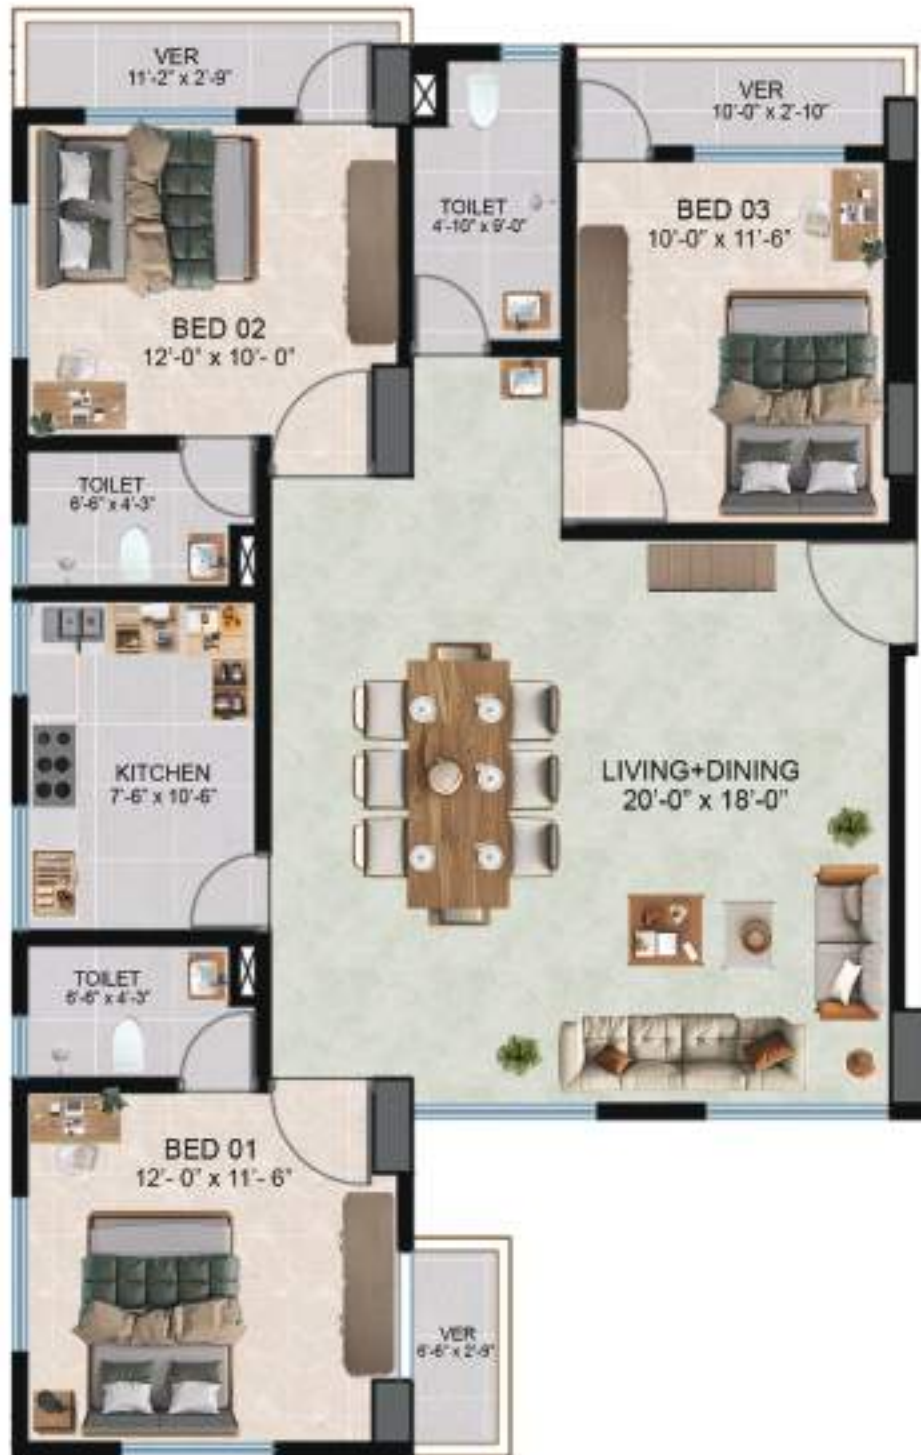 VER
11'-2" x 2'-9"
VER
10'-0" x 2'-10"
TOILET
4'-10" x 9'-0"
BED 03
10'-0" x 11'-6"
BED 02
12'-0" x 10'- 0"
TOILET
6'-6" x 4'-3"
KITCHEN
7'-6" x 10'-6"
LIVING+DINING
20'-0" x 18'-0"
TOILET
6'-6" x 4'-3"
BED 01
12'- 0" x 11'- 6"
VER
6'-6" x 2'-9"